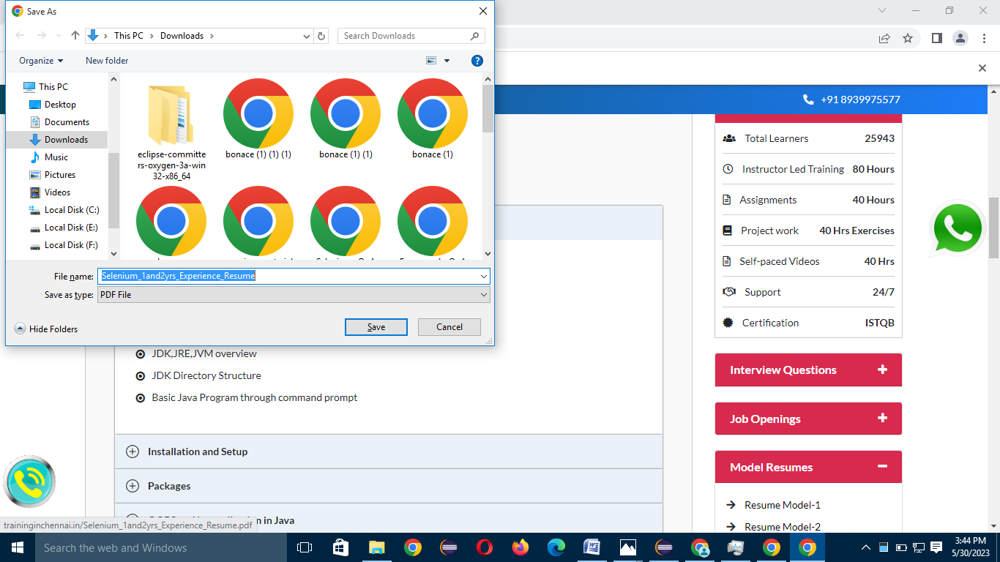 Save As
This PC
Downloads
Search Downloads
Organize
New folder
This PC
Desktop
Documents
Downloads
Music
Pictures
Videos
Local Disk (C:)
Local Disk (E:)
Local Disk (F:)
eclipse-committe
rs-oxygen-3a-win
32-x86_64
bonace (1) (1) (1)
bonace (1) (1)
bonace (1)
File name:
Selenium_1and2yrs_Experience_Resume
Save as type:
PDF File
Hide Folders
Save
Cancel
+91 8939975577
Total Learners 25943
Instructor Led Training 80 Hours
Assignments 40 Hours
Project work 40 Hrs Exercises
Self-paced Videos 40 Hrs
Support 24/7
Certification ISTQB
Interview Questions
Job Openings
Model Resumes
Resume Model-1
Resume Model-2
JDK,JRE,JVM overview
JDK Directory Structure
Basic Java Program through command prompt
Installation and Setup
Packages
in Java
traininginchennai.in/Selenium_1and2yrs_Experience_Resume.pdf
Search the web and Windows
3:44 PM
5/30/2023